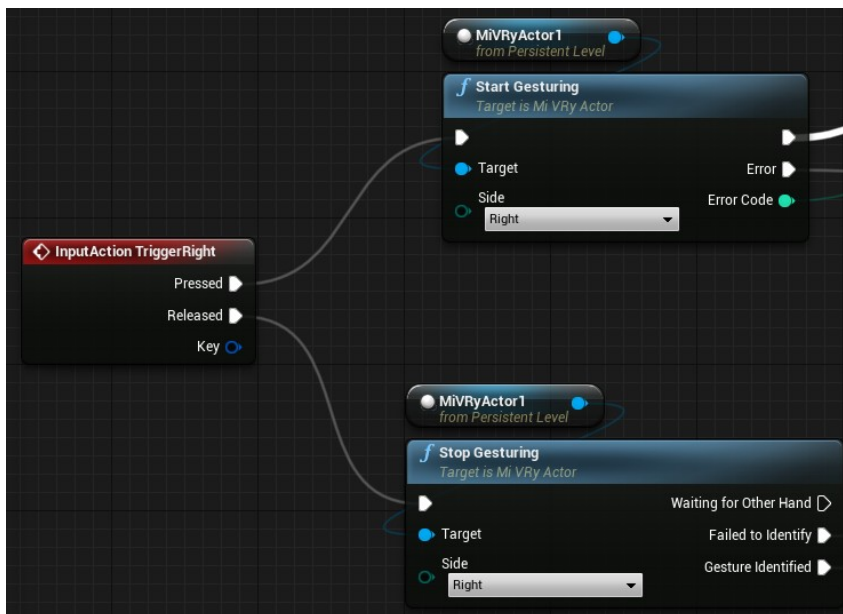 MiVRyActor1
from Persistent Level
Start Gesturing
Target is Mi VRy Actor
Target
Error
Side
Right
Error Code
InputAction TriggerRight
Pressed
Released
Key
MiVRyActor1
from Persistent Level
Stop Gesturing
Target is Mi VRy Actor
Waiting for Other Hand
Target
Failed to Identify
Side
Right
Gesture Identified